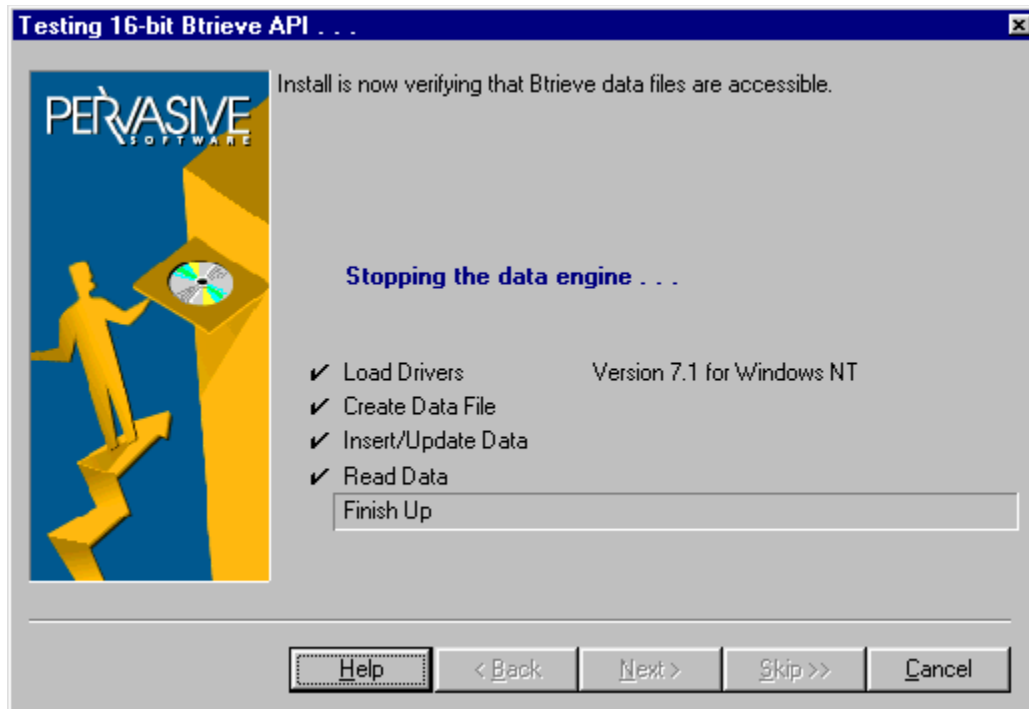 Testing 16-bit Btrieve API . . .
PERVASIVE
SOFTWARE
Install is now verifying that Btrieve data files are accessible.
Stopping the data engine . . .
✔ Load Drivers Version 7.1 for Windows NT
✔ Create Data File
✔ Insert/Update Data
✔ Read Data
Finish Up
Help < Back Next > Skip >> Cancel